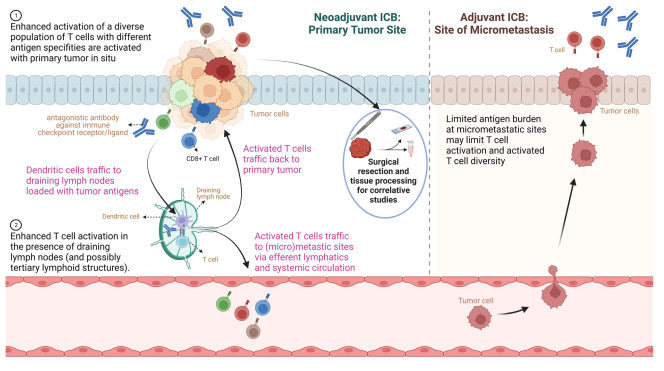 1
Enhanced activation of a diverse
population of T cells with different
antigen specifities are activated
with primary tumor in situ
Neoadjuvant ICB:
Primary Tumor Site
Tumor cells
antagonistic antibody
against immune
checkpoint receptor/ligand
CD8+ T cell
Activated T cells
traffic back to
primary tumor
Dendritic cells traffic to
draining lymph nodes
loaded with tumor antigens
Draining
lymph node
Dendritic cell
T cell
2
Enhanced T cell activation in
the presence of draining
lymph nodes (and possibly
tertiary lymphoid structures).
Activated T cells traffic
to (micro)metastic sites
via efferent lymphatics
and systemic circulation
Surgical
resection and
tissue processing
for correlative
studies
Adjuvant ICB:
Site of Micrometastasis
T cell
Tumor cells
Limited antigen burden
at micrometastatic sites
may limit T cell
activation and activated
T cell diversity
Tumor cell